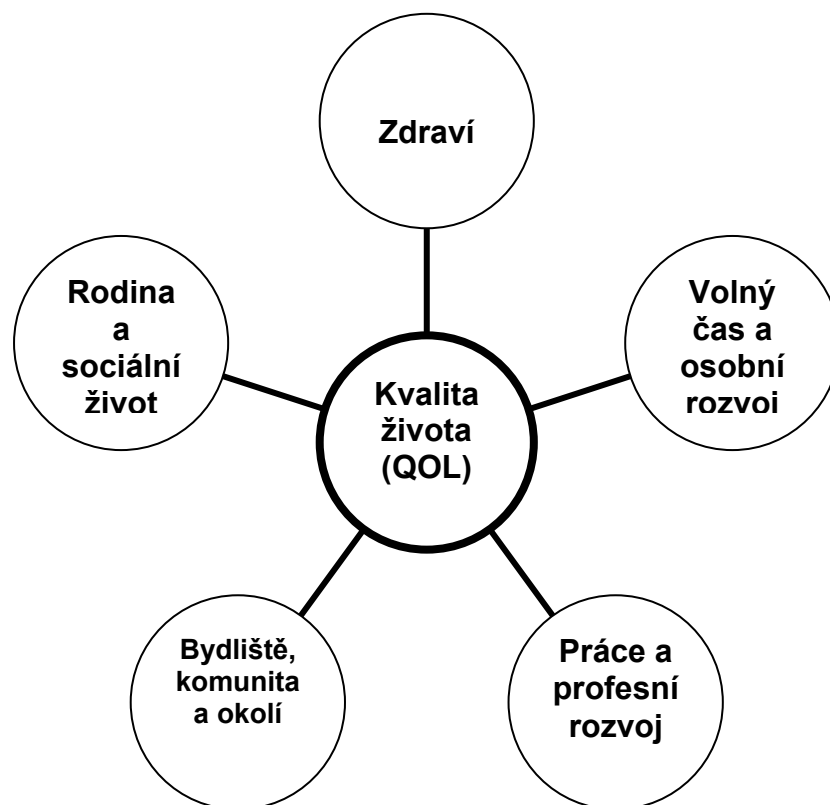 Zdraví
Rodina
a
sociální
život
Volný
čas a
osobní
rozvoj
Kvalita
života
(QOL)
Bydliště,
komunita
a okolí
Práce a
profesní
rozvoj